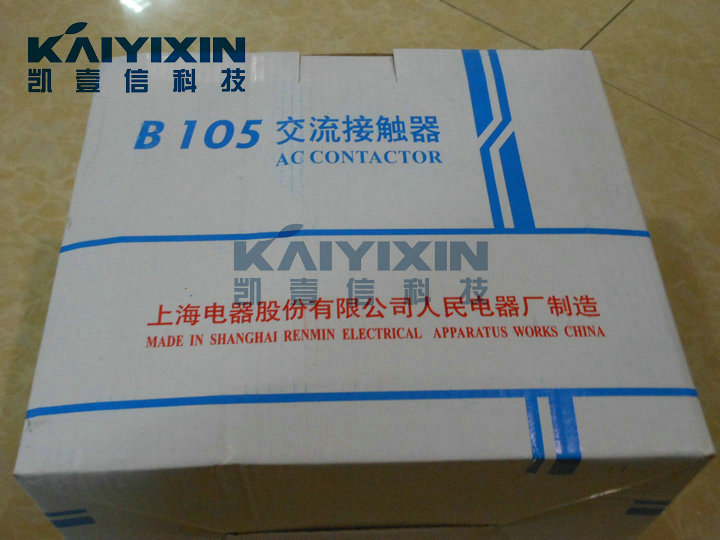 KAIYIXIN
凯壹信科技
B 105 交流接触器
AC CONTACTOR
KAIYIXIN
凯壹信科技
上海电器股份有限公司人民电器厂制造
MADE IN SHANGHAI RENMIN ELECTRICAL APPARATUS WORKS CHINA